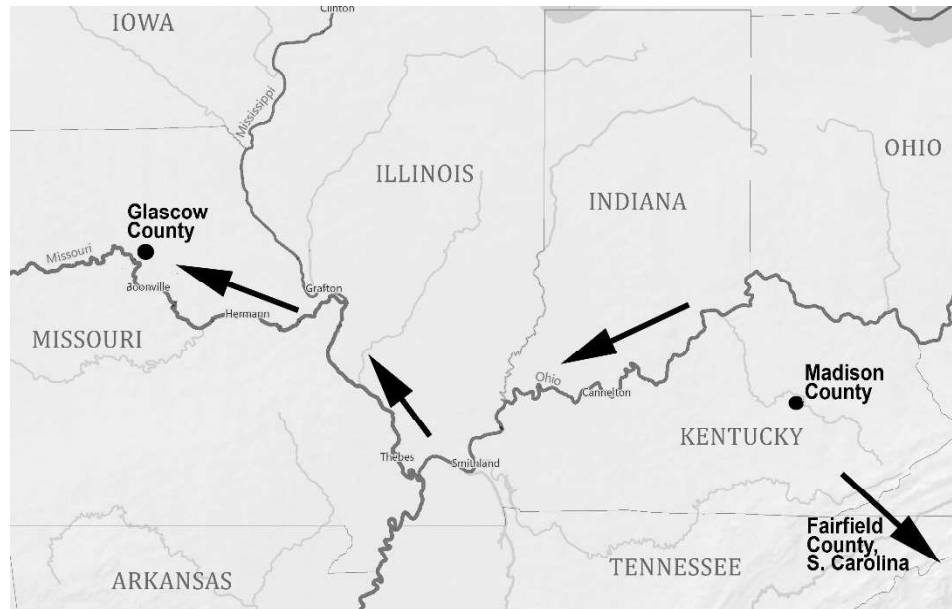 Clinton
IOWA
Mississippi
ILLINOIS
OHIO
INDIANA
Glascow
County
Missouri
Boonville
Grafton
Hermann
MISSOURI
Ohio
Cannelton
Madison
County
KENTUCKY
Thebes
Smithland
Fairfield
County,
S. Carolina
TENNESSEE
ARKANSAS